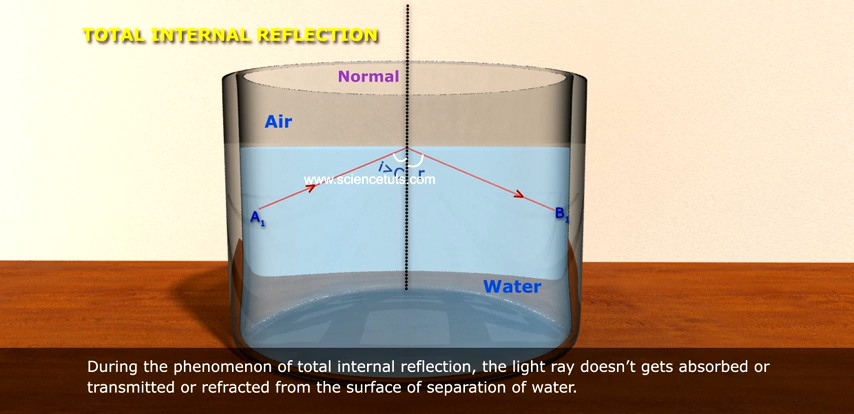 TOTAL INTERNAL REFLECTION
Normal
Air
i>C r
www.sciencetuts.com
A1
B1
Water
During the phenomenon of total internal reflection, the light ray doesn't gets absorbed or
transmitted or refracted from the surface of separation of water.